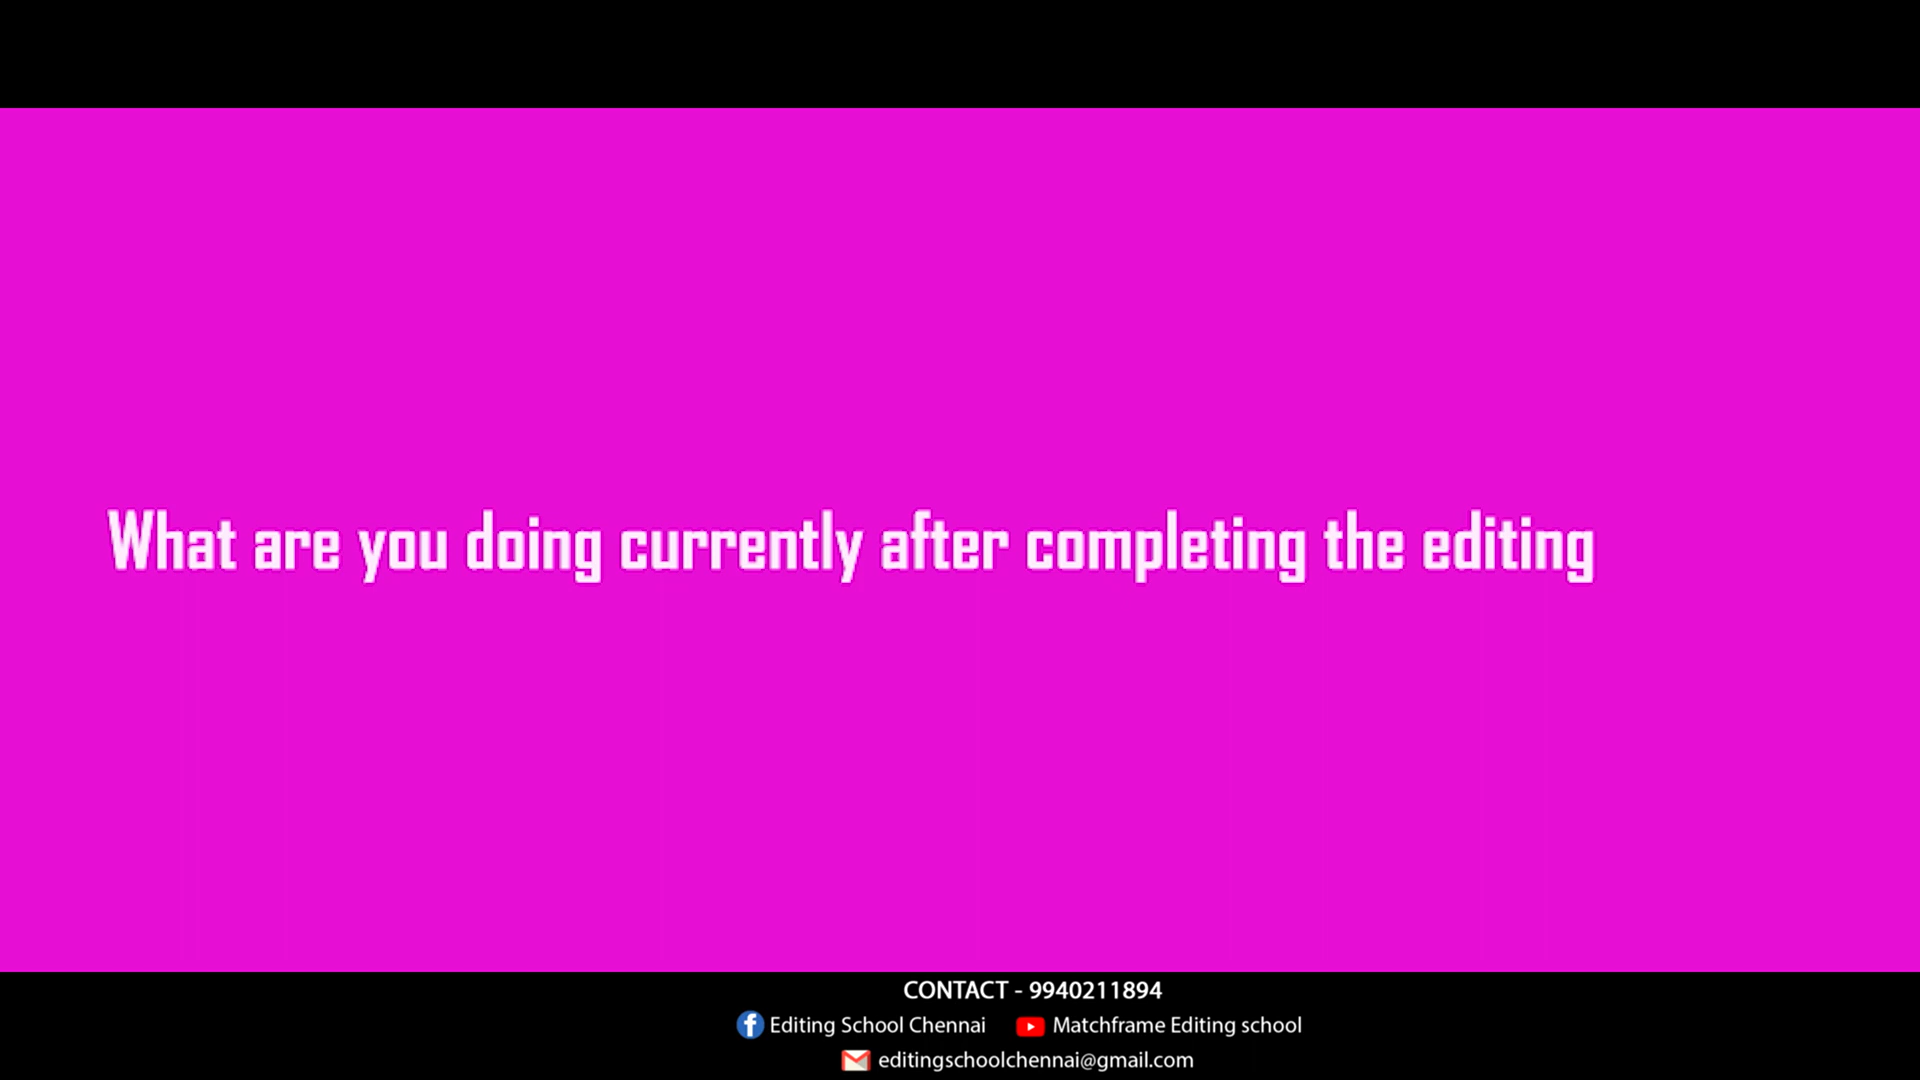 What are you doing currently after completing the editing
CONTACT - 9940211894
Editing School Chennai Matchframe Editing school
editingschoolchennai@gmail.com